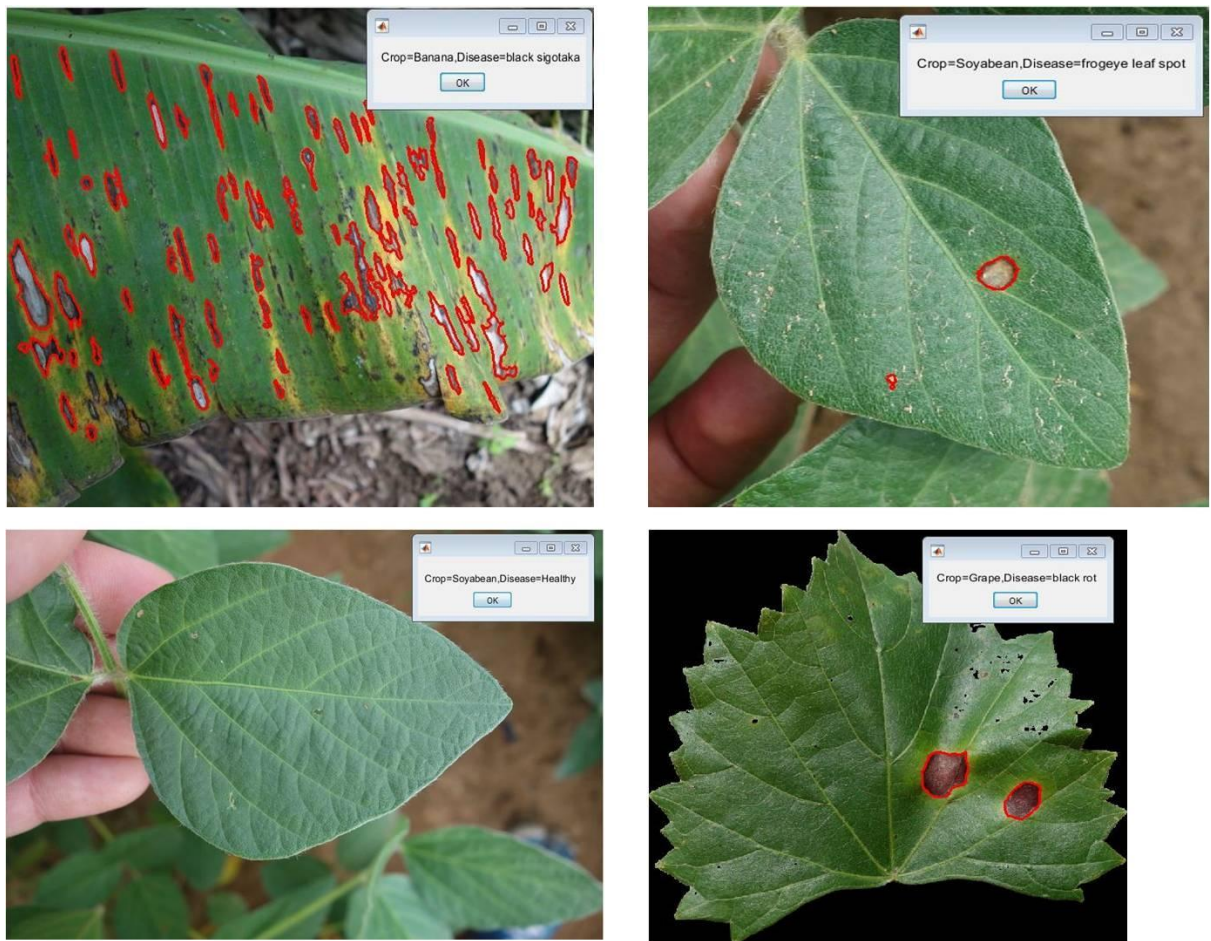 Crop=Banana,Disease=black sigotaka
OK
Crop=Soyabean,Disease=frogeye leaf spot
OK
Crop=Soyabean,Disease=Healthy
OK
Crop=Grape,Disease=black rot
OK